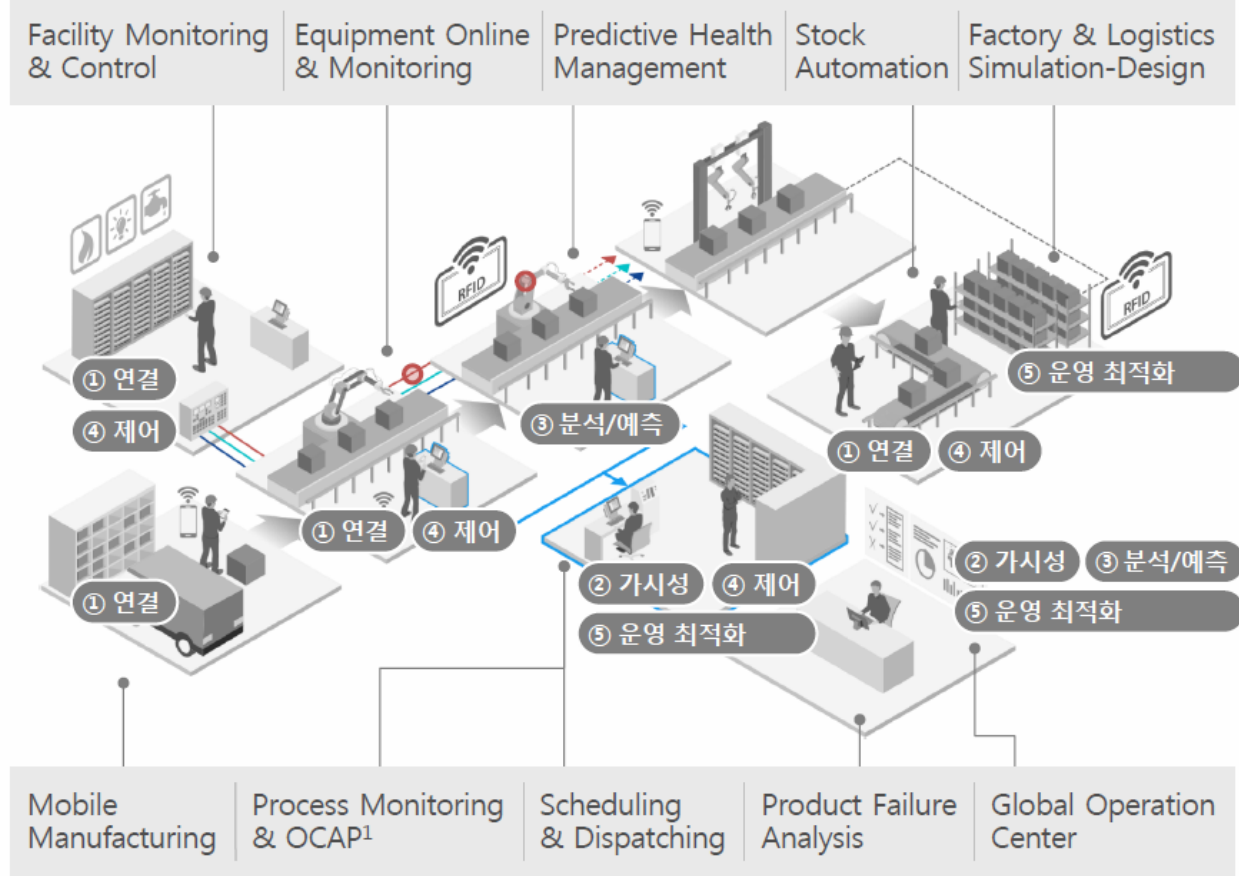 Facility Monitoring
& Control
Equipment Online
& Monitoring
Predictive Health
Management
Stock
Automation
Factory & Logistics
Simulation-Design
RFID
RFID
① 연결
④ 제어
③ 분석/예측
⑤ 운영 최적화
① 연결
④ 제어
① 연결
④ 제어
① 연결
② 가시성
④ 제어
⑤ 운영 최적화
② 가시성
③ 분석/예측
⑤ 운영 최적화
Mobile
Manufacturing
Process Monitoring
& OCAP¹
Scheduling
& Dispatching
Product Failure
Analysis
Global Operation
Center